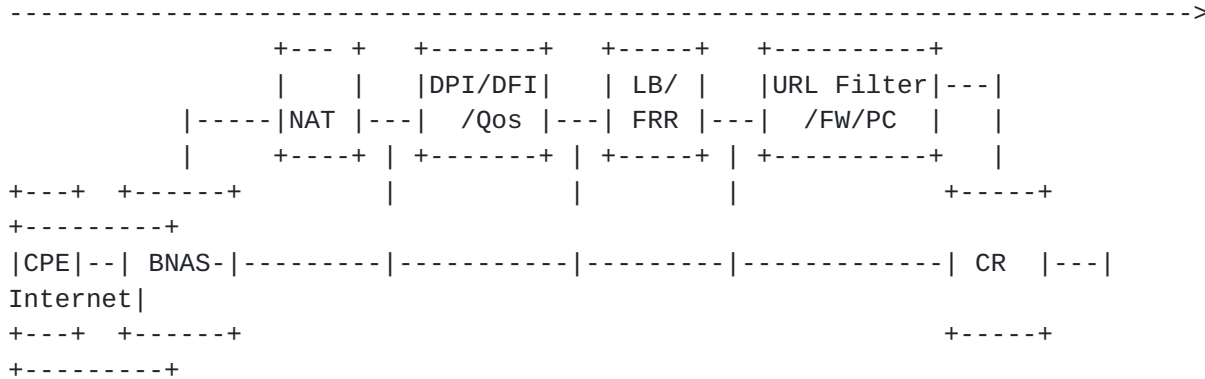 -------------------------------------------------------------------------->
+--- + +-------+ +-----+ +----------+
| | |DPI/DFI| | LB/ | |URL Filter|---|
|-----|NAT |---| /Qos |---| FRR |---| /FW/PC | |
| +----+ | +-------+ | +-----+ | +----------+ |
+---+ +------+ | | | +-----+
+---------+
|CPE|--| BNAS-|---------|-----------|---------|-------------| CR |---|
Internet|
+---+ +------+ +-----+
+---------+